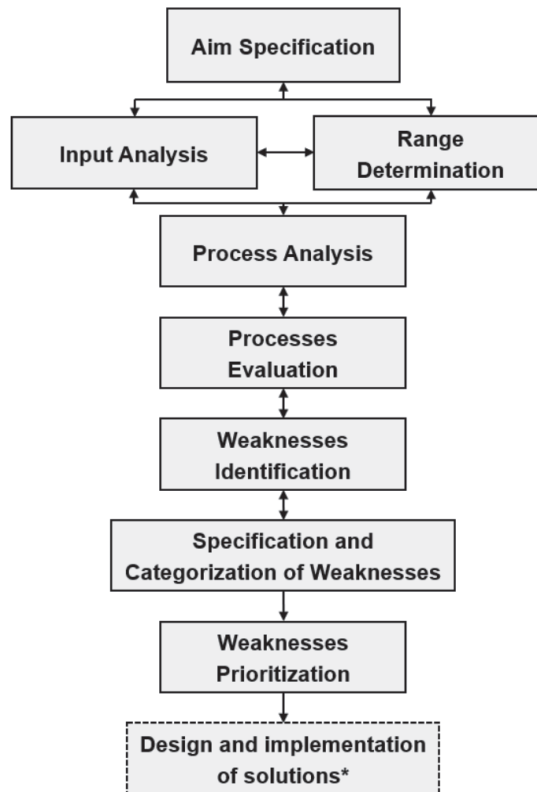 Aim Specification
Input Analysis
Range
Determination
Process Analysis
Processes
Evaluation
Weaknesses
Identification
Specification and
Categorization of Weaknesses
Weaknesses
Prioritization
Design and implementation
of solutions*